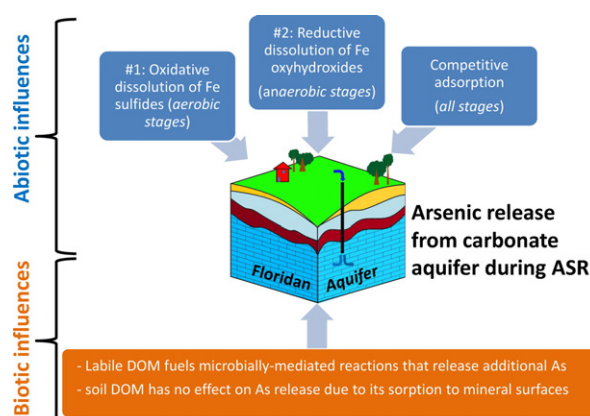 Abiotic influences
#1: Oxidative
dissolution of Fe
sulfides (aerobic
stages)
#2: Reductive
dissolution of Fe
oxyhydroxides
(anaerobic stages)
Competitive
adsorption
(all stages)
Floridan Aquifer
Arsenic release
from carbonate
aquifer during ASR
Biotic influences
- Labile DOM fuels microbially-mediated reactions that release additional As
- soil DOM has no effect on As release due to its sorption to mineral surfaces